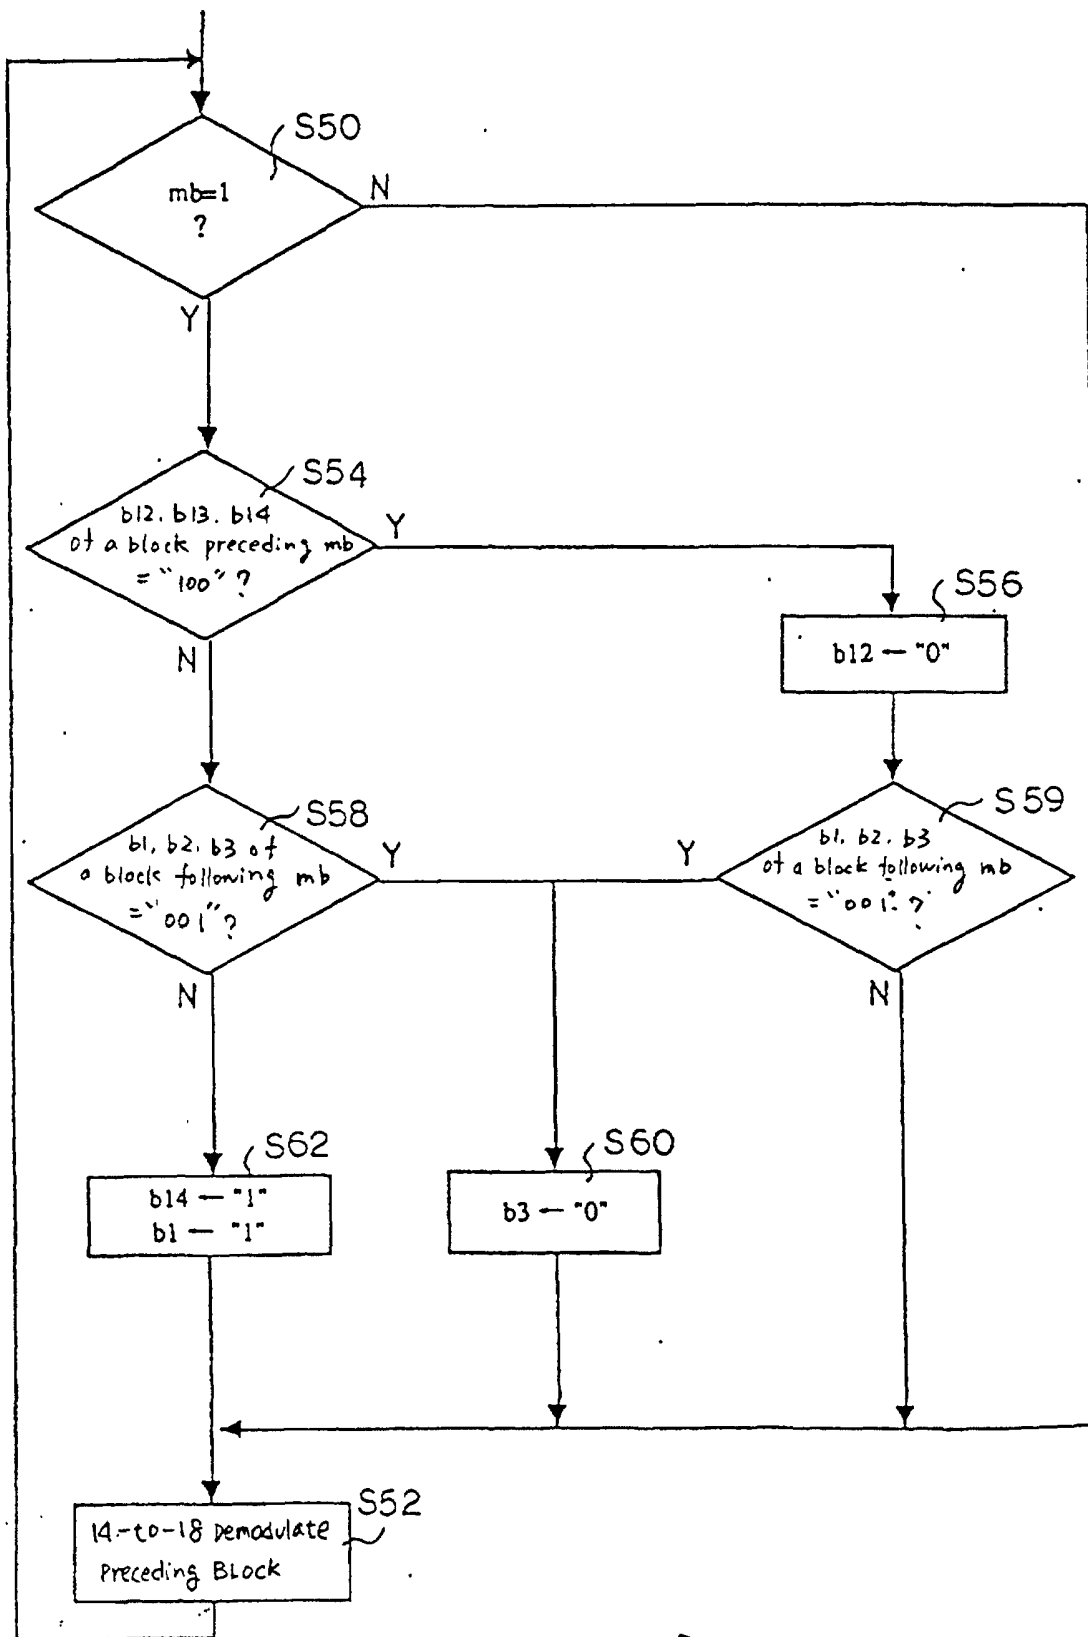 S50
mb=1
?
N
Y
S54
b12. b13. b14
of a block preceding mb
="100"?
Y
N
S56
b12 ← "0"
S58
b1. b2. b3 of
a block following mb
="001"?
Y
N
S59
b1. b2. b3
of a block following mb
="001"?
Y
N
S62
b14 ← "1"
b1 ← "1"
S60
b3 ← "0"
S52
14-to-18 Demodulate
Preceding Block